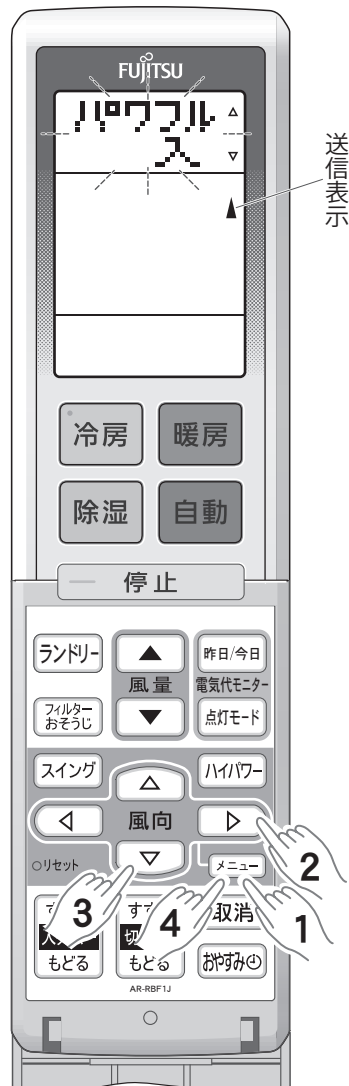 FUJITSU
パワフル
入
送信表示
冷房
暖房
除湿
自動
停止
ランドリー
風量
昨日/今日
電気代モニター
フィルター
おそうじ
点灯モード
スイング
ハイパワー
風向
リセット
メニュー
2
3
4
1
取消
もどる
もどる
おやすみ
AR-RBF1J